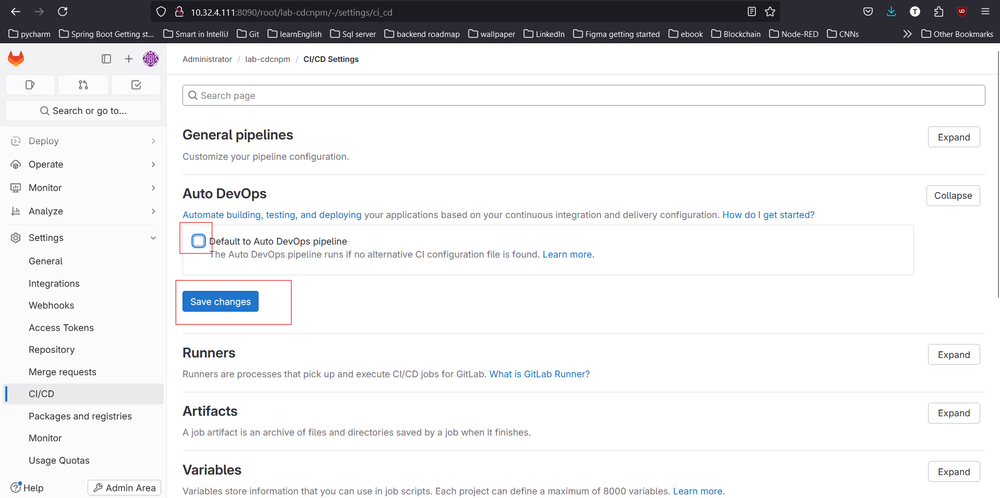 10.32.4.111:8090/root/lab-cdcnpm/-/settings/ci_cd
T
UO
pycharm
Spring Boot Getting st...
Smart in IntelliJ
Git
learnEnglish
Sql server
backend roadmap
wallpaper
LinkedIn
Figma getting started
ebook
Blockchain
Node-RED
CNNs
Other Bookmarks
Administrator / lab-cdcnpm / CI/CD Settings
Search page
Search or go to...
Deploy
Operate
Monitor
Analyze
Settings
General
Integrations
Webhooks
Access Tokens
Repository
Merge requests
CI/CD
Packages and registries
Monitor
Usage Quotas
Help
Admin Area
General pipelines
Expand
Customize your pipeline configuration.
Auto DevOps
Collapse
Automate building, testing, and deploying your applications based on your continuous integration and delivery configuration. How do I get started?
Default to Auto DevOps pipeline
The Auto DevOps pipeline runs if no alternative CI configuration file is found. Learn more.
Save changes
Runners
Expand
Runners are processes that pick up and execute CI/CD jobs for GitLab. What is GitLab Runner?
Artifacts
Expand
A job artifact is an archive of files and directories saved by a job when it finishes.
Variables
Expand
Variables store information that you can use in job scripts. Each project can define a maximum of 8000 variables. Learn more.